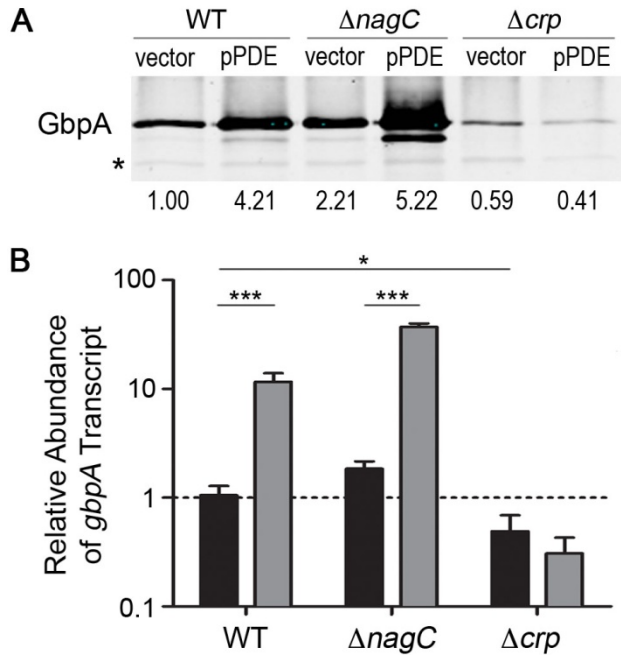 A
WT ΔnagC Δcrp
vector pPDE vector pPDE vector pPDE
GbpA
*
1.00 4.21 2.21 5.22 0.59 0.41
B
Relative Abundance
of gbpA Transcript
100
10
1
0.1
*
*** ***
WT ΔnagC Δcrp